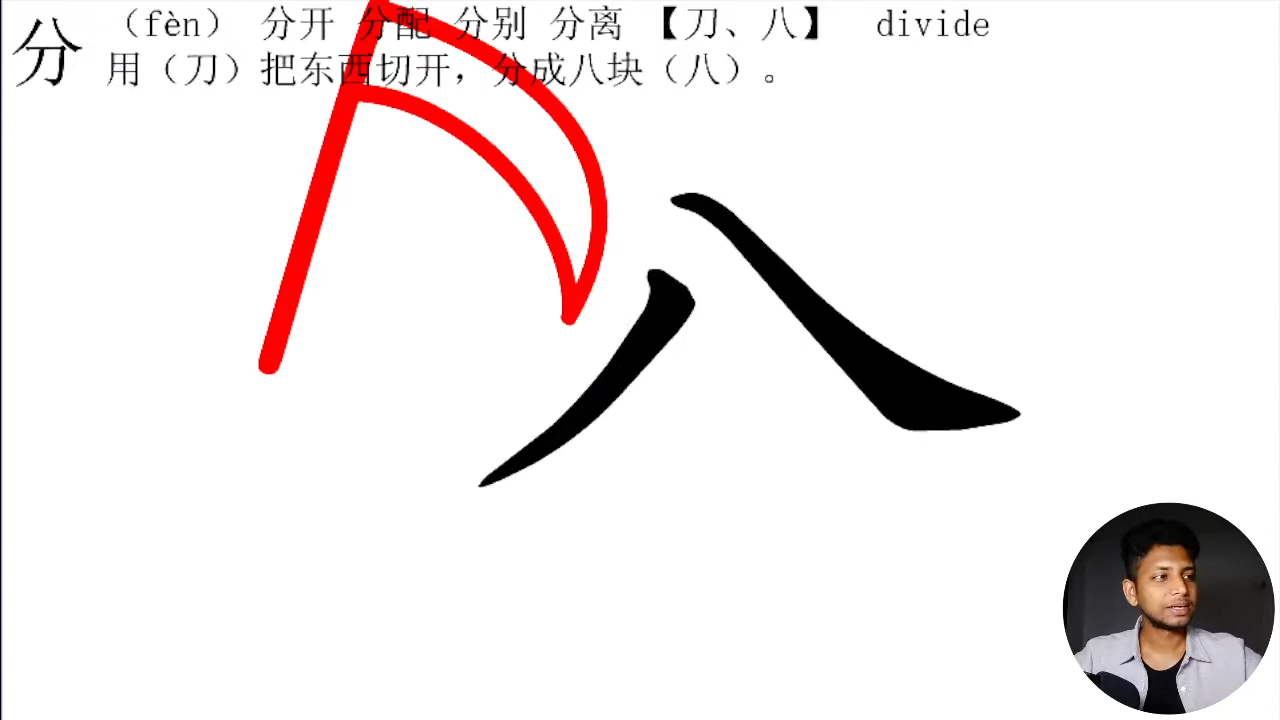 分 （fèn） 分开 分配 分别 分离 【刀、八】 divide
用（刀）把东西切开，分成八块（八）。
八